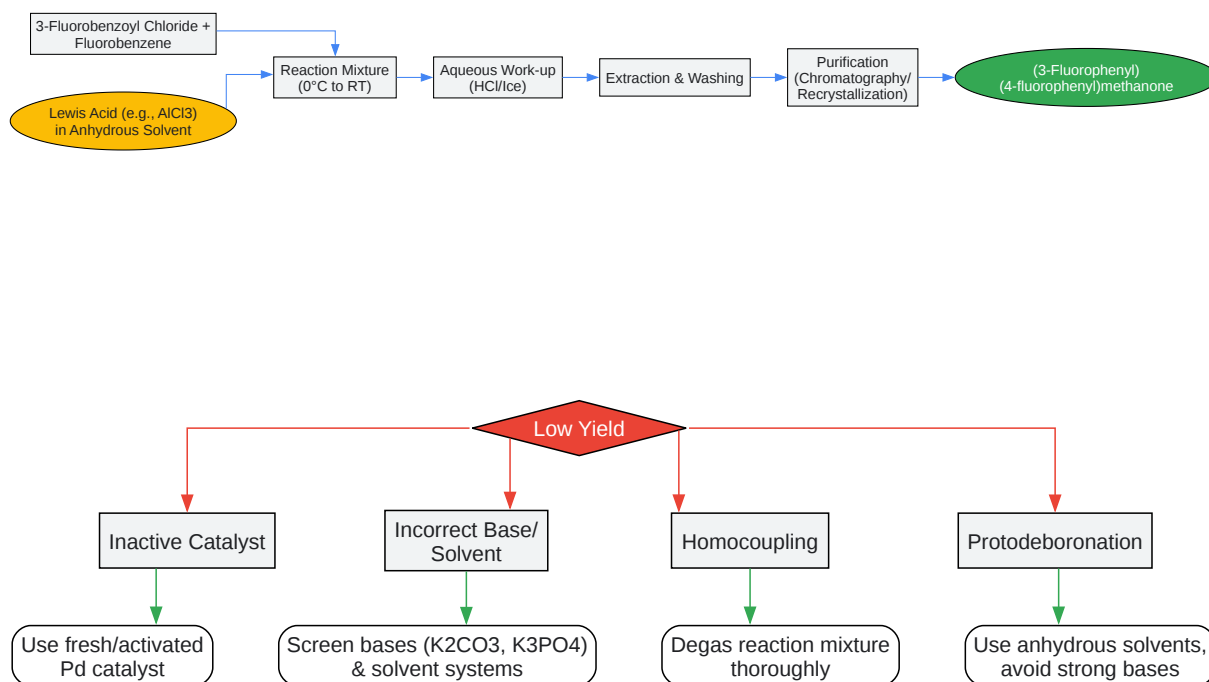 3-Fluorobenzoyl Chloride +
Fluorobenzene
Lewis Acid (e.g., AlCl3)
in Anhydrous Solvent
Reaction Mixture
(0°C to RT)
Aqueous Work-up
(HCl/Ice)
Extraction & Washing
Purification
(Chromatography/
Recrystallization)
(3-Fluorophenyl)
(4-fluorophenyl)methanone
Low Yield
Inactive Catalyst
Incorrect Base/
Solvent
Homocoupling
Protodeboronation
Use fresh/activated
Pd catalyst
Screen bases (K2CO3, K3PO4)
& solvent systems
Degas reaction mixture
thoroughly
Use anhydrous solvents,
avoid strong bases